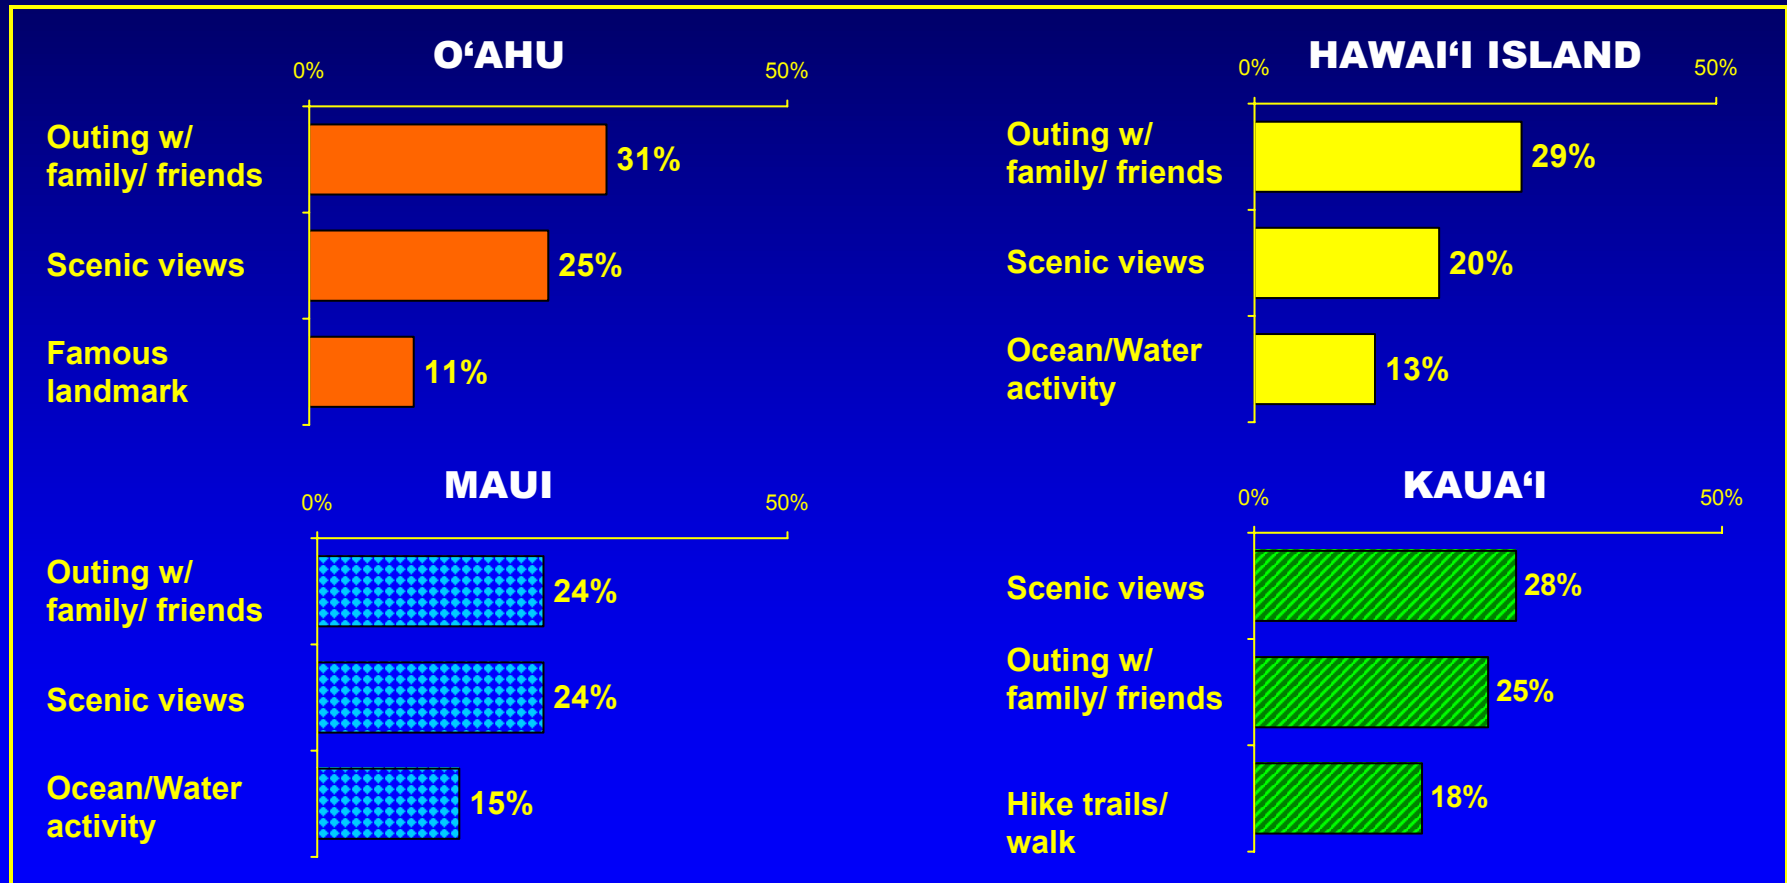 O‘AHU
0%
50%
Outing w/
family/ friends
31%
Scenic views
25%
Famous
landmark
11%
HAWAI‘I ISLAND
0%
50%
Outing w/
family/ friends
29%
Scenic views
20%
Ocean/Water
activity
13%
MAUI
0%
50%
Outing w/
family/ friends
24%
Scenic views
24%
Ocean/Water
activity
15%
KAUA‘I
0%
50%
Scenic views
28%
Outing w/
family/ friends
25%
Hike trails/
walk
18%